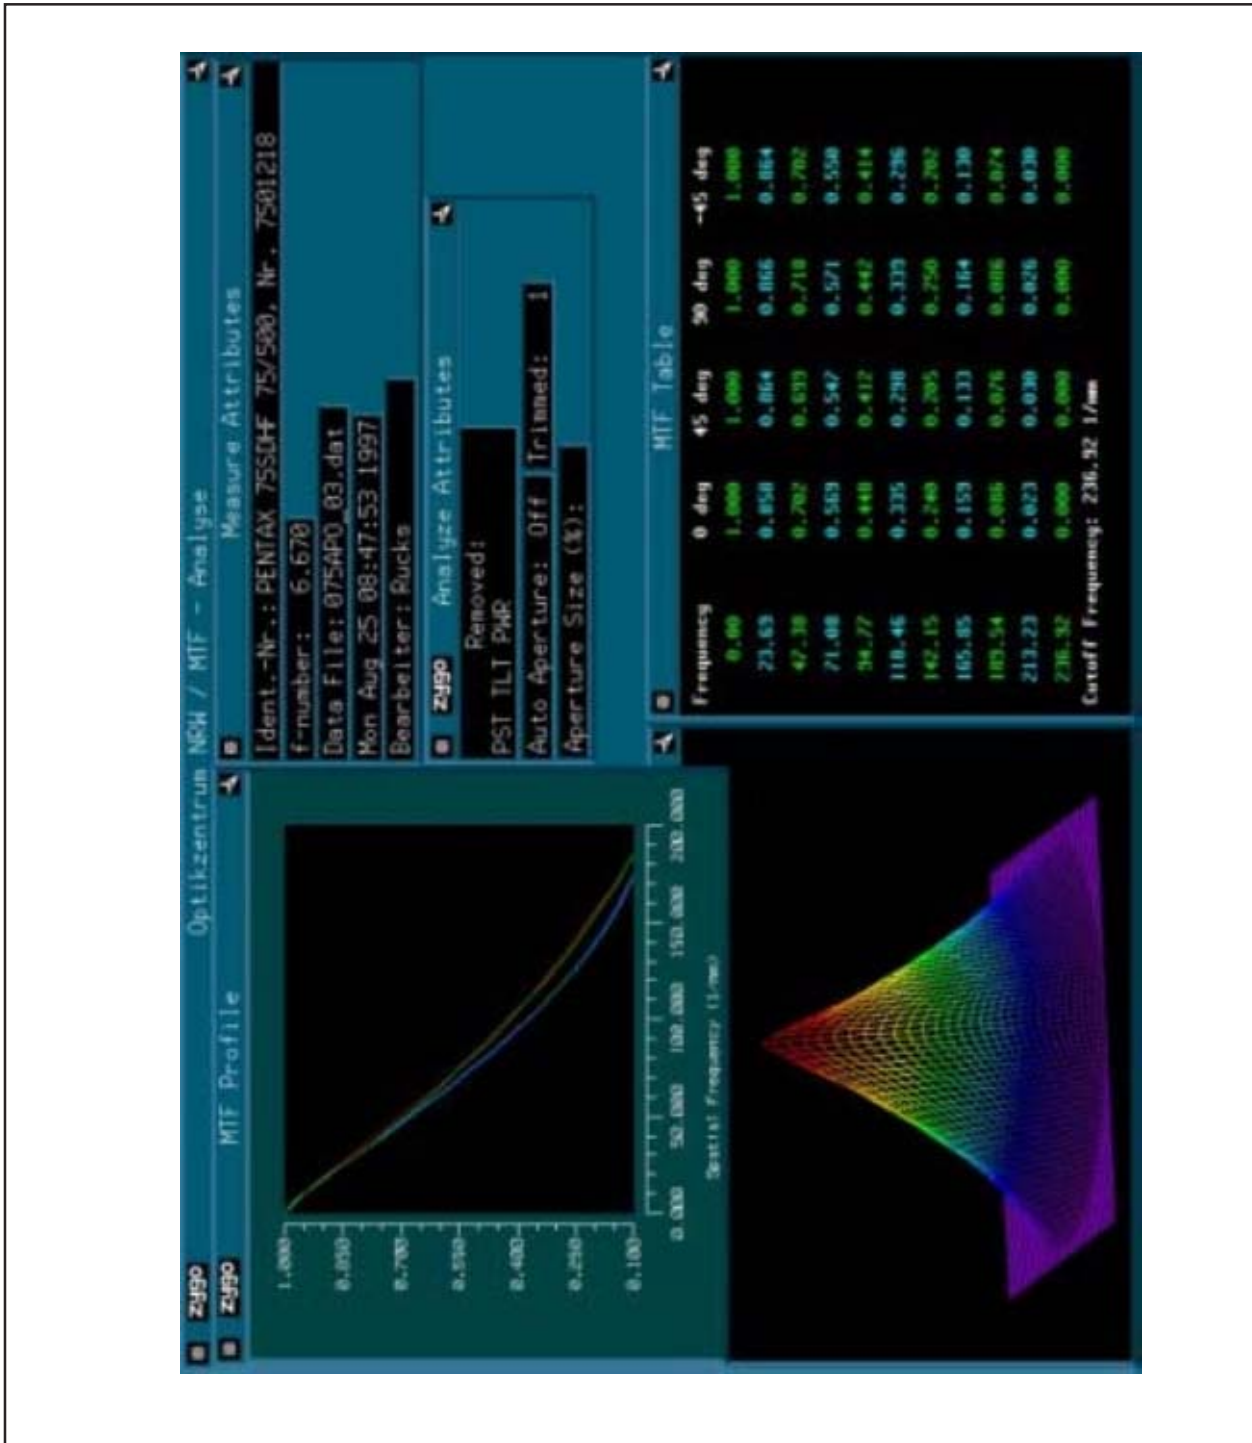 zygo Optikzentrum NRW / MTF - Analyse
zygo MTF Profile
1.000
0.850
0.700
0.550
0.400
0.250
0.100
0.000 50.000 100.000 150.000 200.000
Spatial Frequency (1/mm)
Measure Attributes
Ident.-Nr.: PENTAX 75SDHF 75/500, Nr. 7501218
f-number: 6.670
Data File: 075APO_03.dat
Mon Aug 25 08:47:53 1997
Bearbeiter: Rucks
zygo Analyze Attributes
Removed:
PST TLT PWR
Auto Aperture: Off Trimmed: 1
Aperture Size (%):
MTF Table
Frequency 0 deg 45 deg 90 deg -45 deg
0.00 1.000 1.000 1.000 1.000
23.69 0.858 0.864 0.866 0.864
47.38 0.702 0.699 0.718 0.702
71.08 0.569 0.547 0.571 0.550
94.77 0.448 0.412 0.442 0.414
118.46 0.335 0.298 0.339 0.296
142.15 0.240 0.205 0.250 0.202
165.85 0.159 0.133 0.164 0.130
189.54 0.086 0.076 0.086 0.074
213.23 0.023 0.030 0.026 0.030
236.92 0.000 0.000 0.000 0.000
Cutoff Frequency: 236.92 1/mm